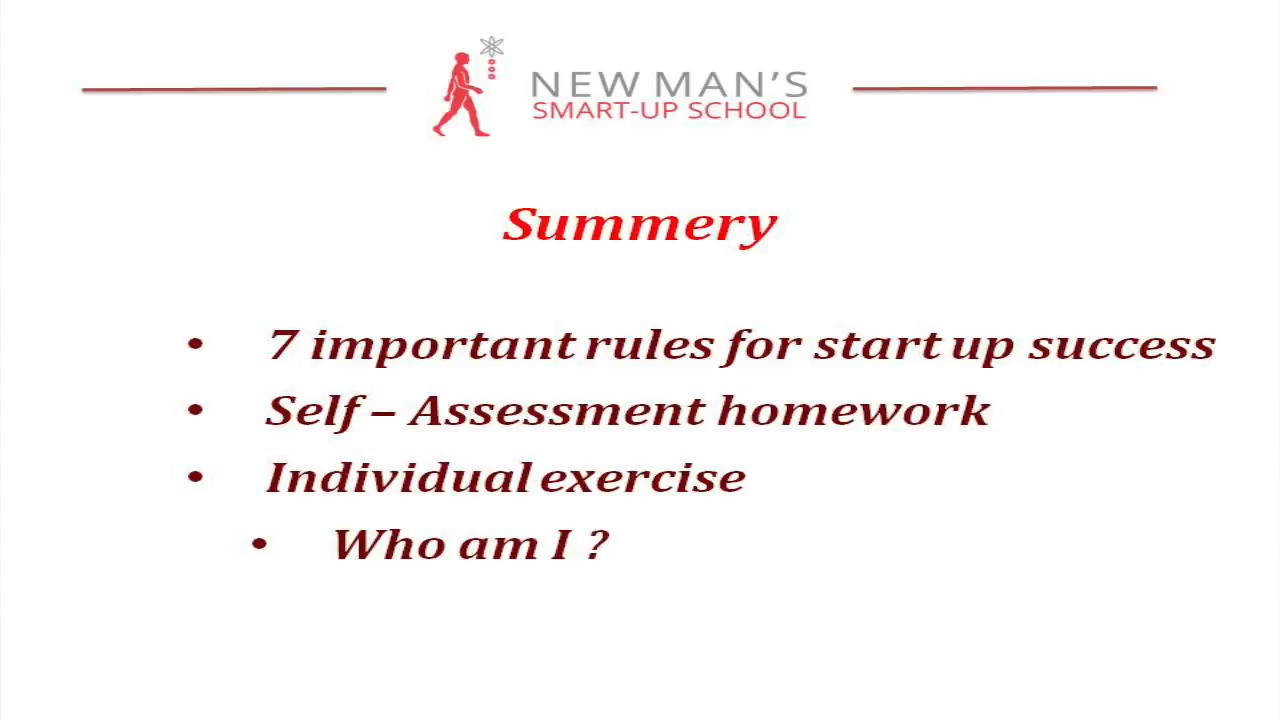 NEW MAN'S
SMART-UP SCHOOL
Summery
• 7 important rules for start up success
• Self – Assessment homework
• Individual exercise
• Who am I ?